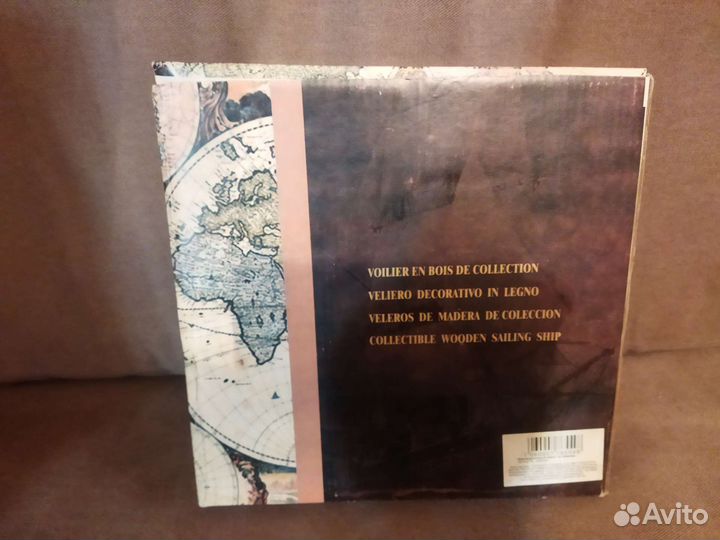 VOILIER EN BOIS DE COLLECTION
VELIERO DECORATIVO IN LEGNO
VELEROS DE MADERA DE COLECCION
COLLECTIBLE WOODEN SAILING SHIP
Avito